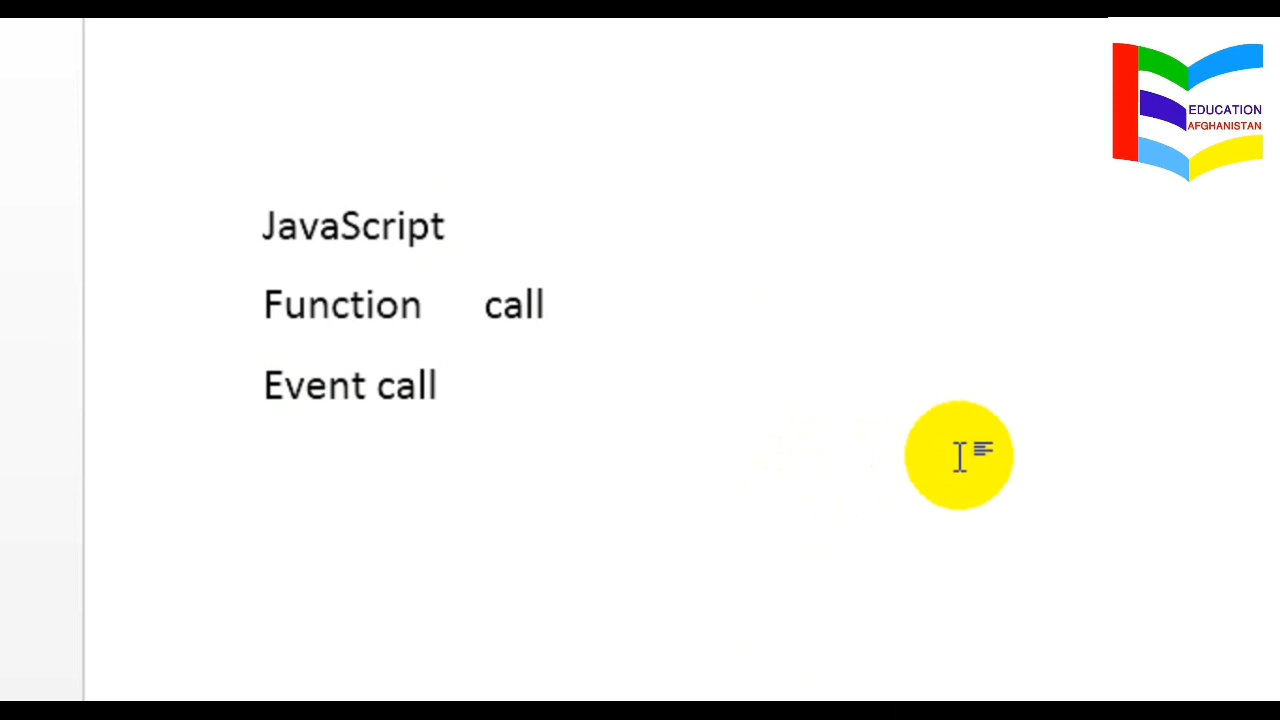 EDUCATION
AFGHANISTAN
JavaScript
Function call
Event call